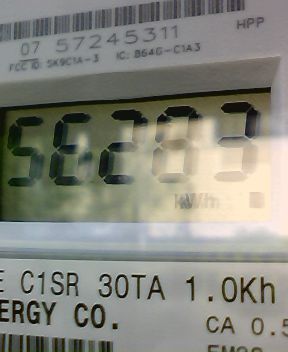 HPP
07 57245311
FCC ID: SK9C1A-3 IC: 864G-C1A3
56283
kWh
E C1SR 30TA 1.0Kh
ERGY CO.
CA 0.5